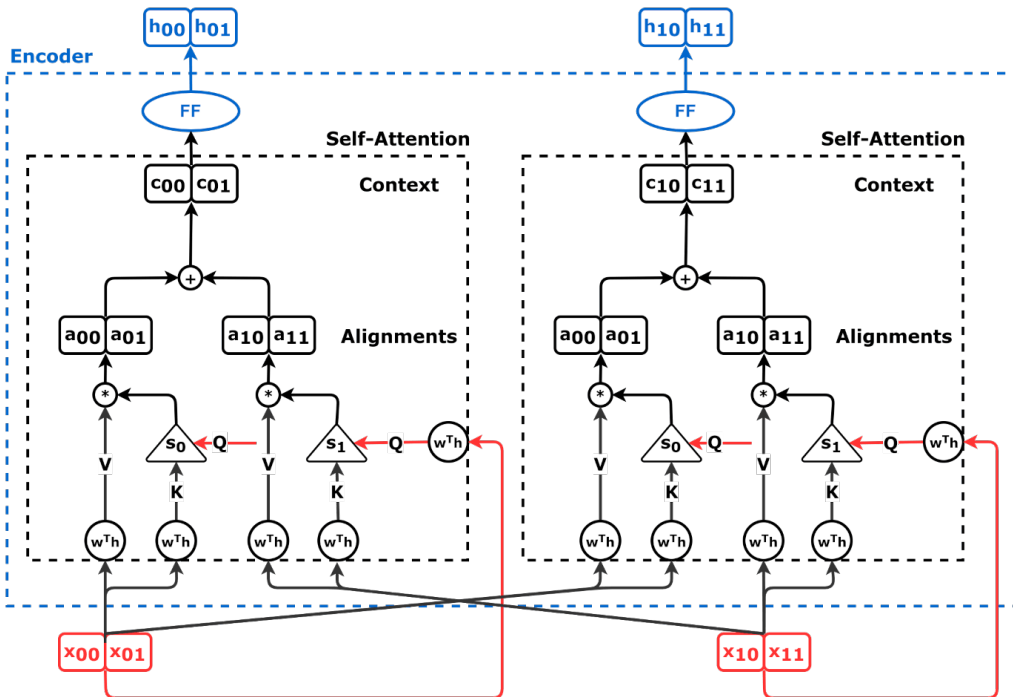 h00 h01 h10 h11
Encoder
FF FF
Self-Attention Self-Attention
c00 c01 Context c10 c11 Context
+ +
a00 a01 a10 a11 Alignments a00 a01 a10 a11 Alignments
* * * *
s0 Q s1 Q wᵀh s0 Q s1 Q wᵀh
V V V V
K K K K
wᵀh wᵀh wᵀh wᵀh wᵀh wᵀh wᵀh wᵀh
x00 x01 x10 x11